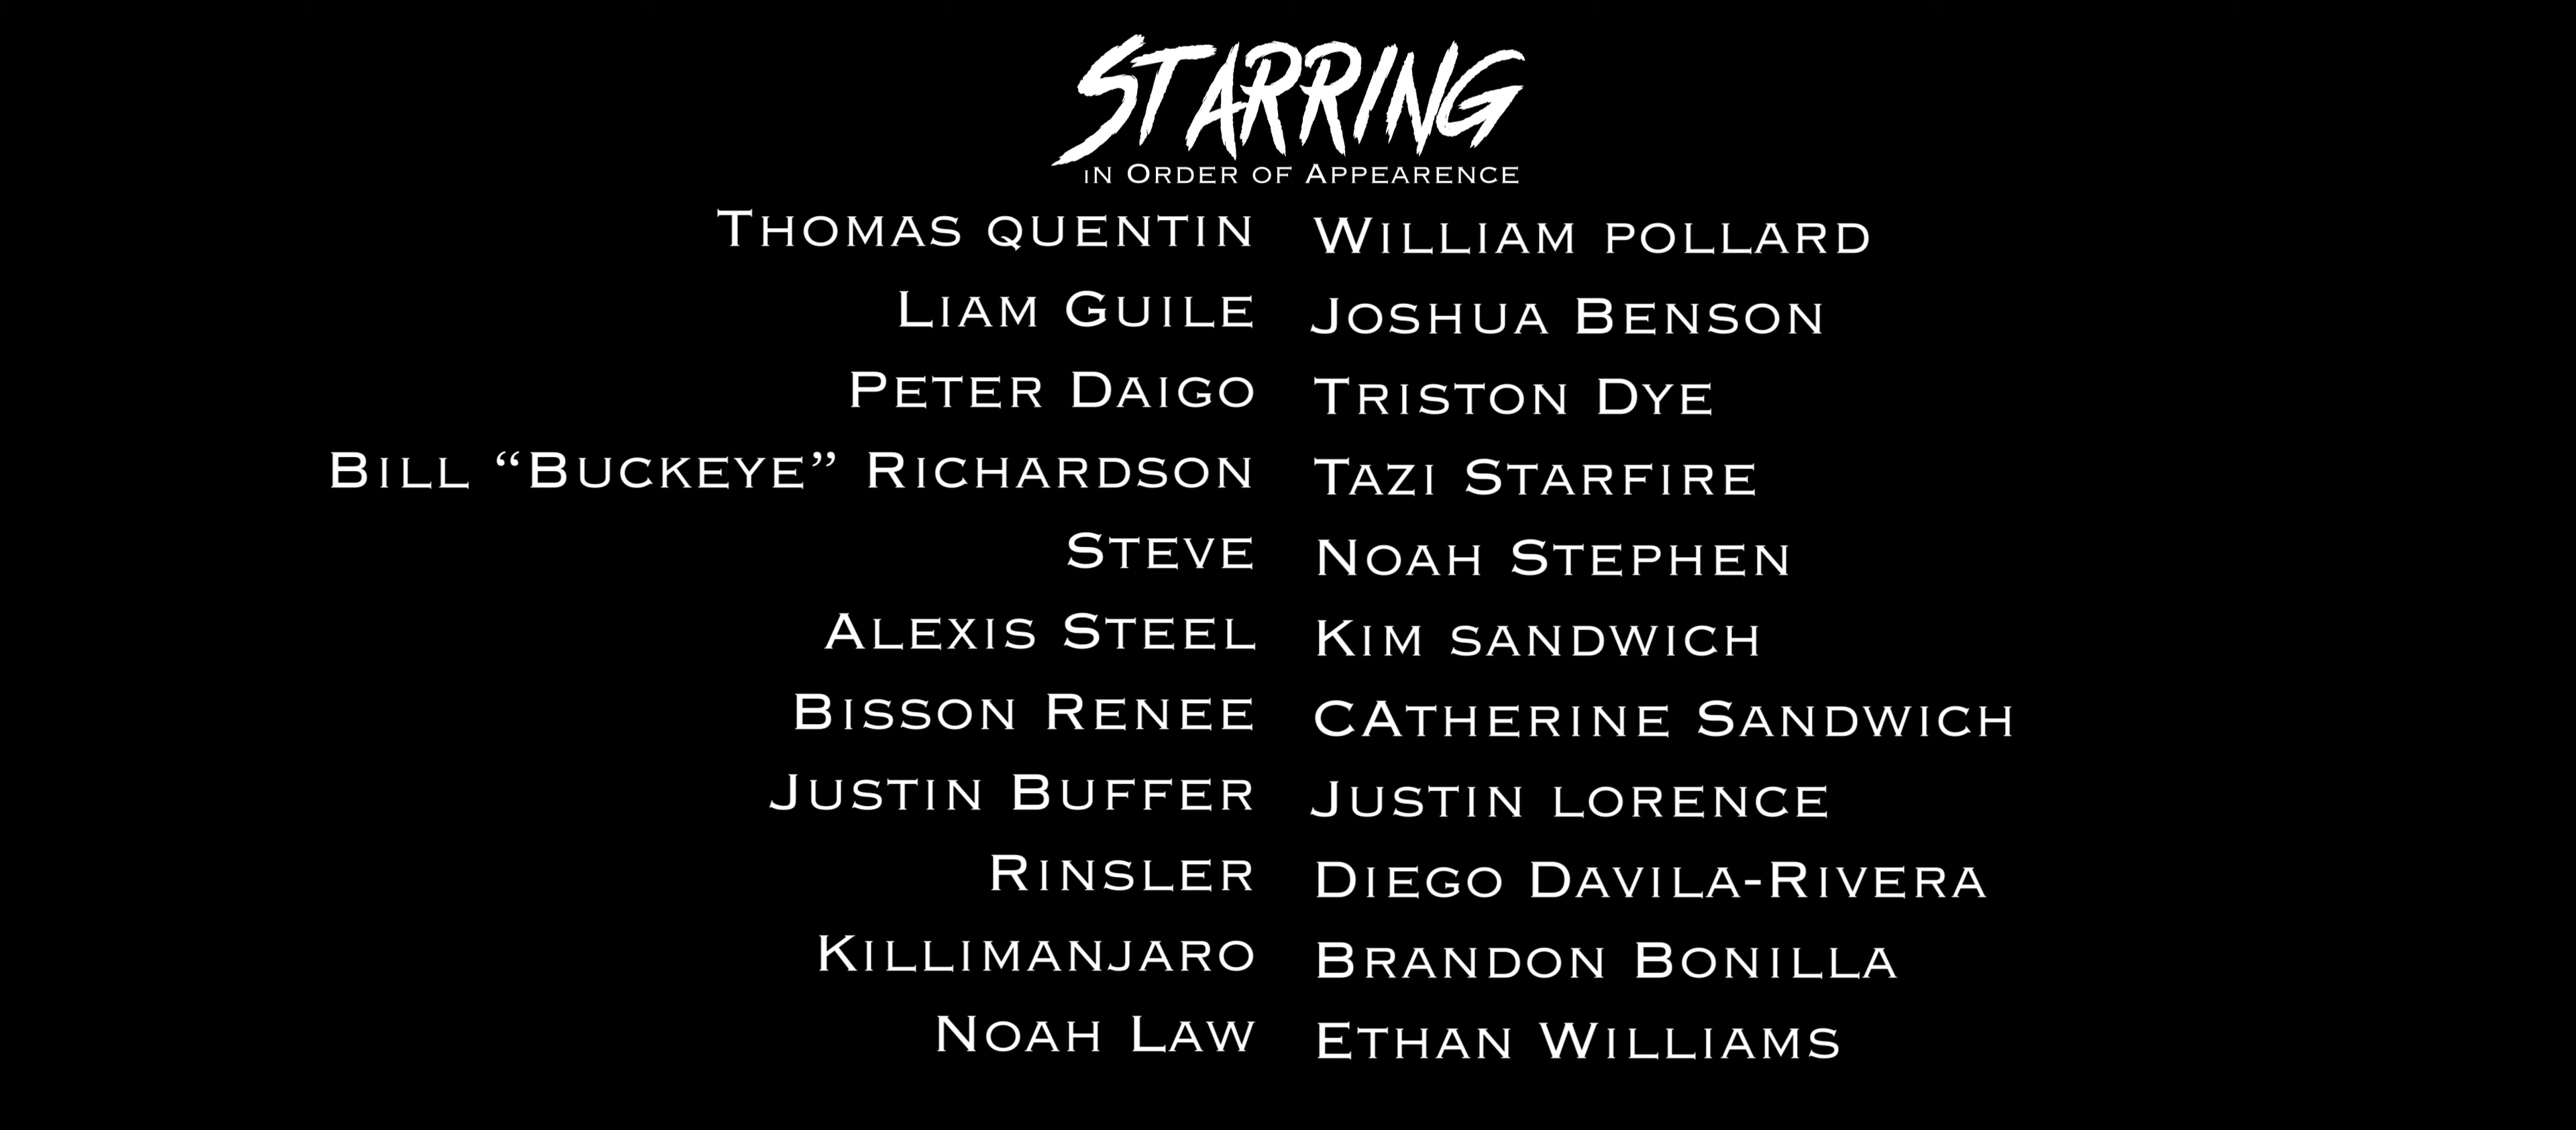 STARRING
IN ORDER OF APPEARENCE
THOMAS QUENTIN WILLIAM POLLARD
LIAM GUILE JOSHUA BENSON
PETER DAIGO TRISTON DYE
BILL “BUCKEYE” RICHARDSON TAZI STARFIRE
STEVE NOAH STEPHEN
ALEXIS STEEL KIM SANDWICH
BISSON RENEE CATHERINE SANDWICH
JUSTIN BUFFER JUSTIN LORENCE
RINSLER DIEGO DAVILA-RIVERA
KILLIMANJARO BRANDON BONILLA
NOAH LAW ETHAN WILLIAMS